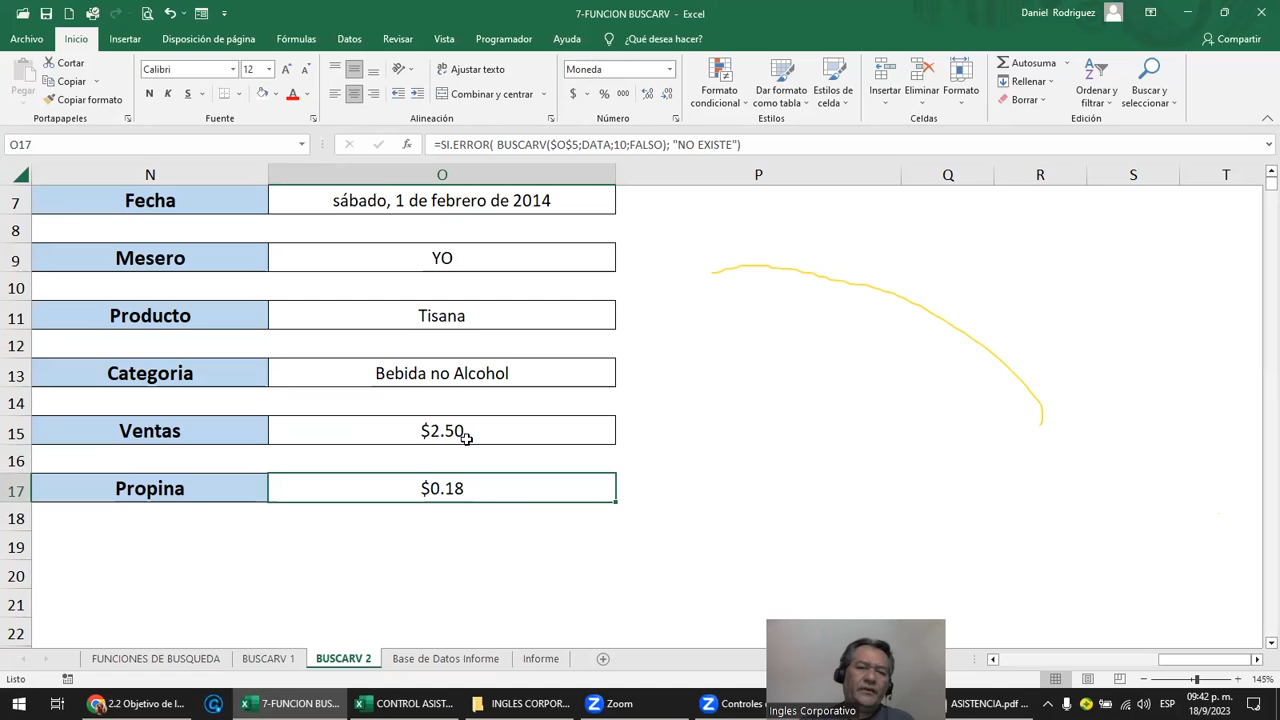 7-FUNCION BUSCARV - Excel
Daniel Rodriguez
Archivo Inicio Insertar Disposición de página Fórmulas Datos Revisar Vista Programador Ayuda ¿Qué desea hacer? Compartir
Pegar
Cortar
Copiar
Copiar formato
Portapapeles
Calibri 12
N K S
Fuente
Ajustar texto
Combinar y centrar
Alineación
Moneda
$ % 000
Número
Formato condicional
Dar formato como tabla
Estilos de celda
Estilos
Insertar
Eliminar
Formato
Celdas
Autosuma
Rellenar
Borrar
Ordenar y filtrar
Buscar y seleccionar
Edición
O17 fx =SI.ERROR( BUSCARV($O$5;DATA;10;FALSO); "NO EXISTE")
N O P Q R S T
7 Fecha sábado, 1 de febrero de 2014
8
9 Mesero YO
10
11 Producto Tisana
12
13 Categoria Bebida no Alcohol
14
15 Ventas $2.50
16
17 Propina $0.18
18
19
20
21
22
FUNCIONES DE BUSQUEDA BUSCARV 1 BUSCARV 2 Base de Datos Informe Informe
Listo
145%
Ingles Corporativo
2.2 Objetivo de l...
7-FUNCION BUS...
CONTROL ASIST...
INGLES CORPOR...
Zoom
Controles
ASISTENCIA.pdf ...
ESP
09:42 p. m.
18/9/2023